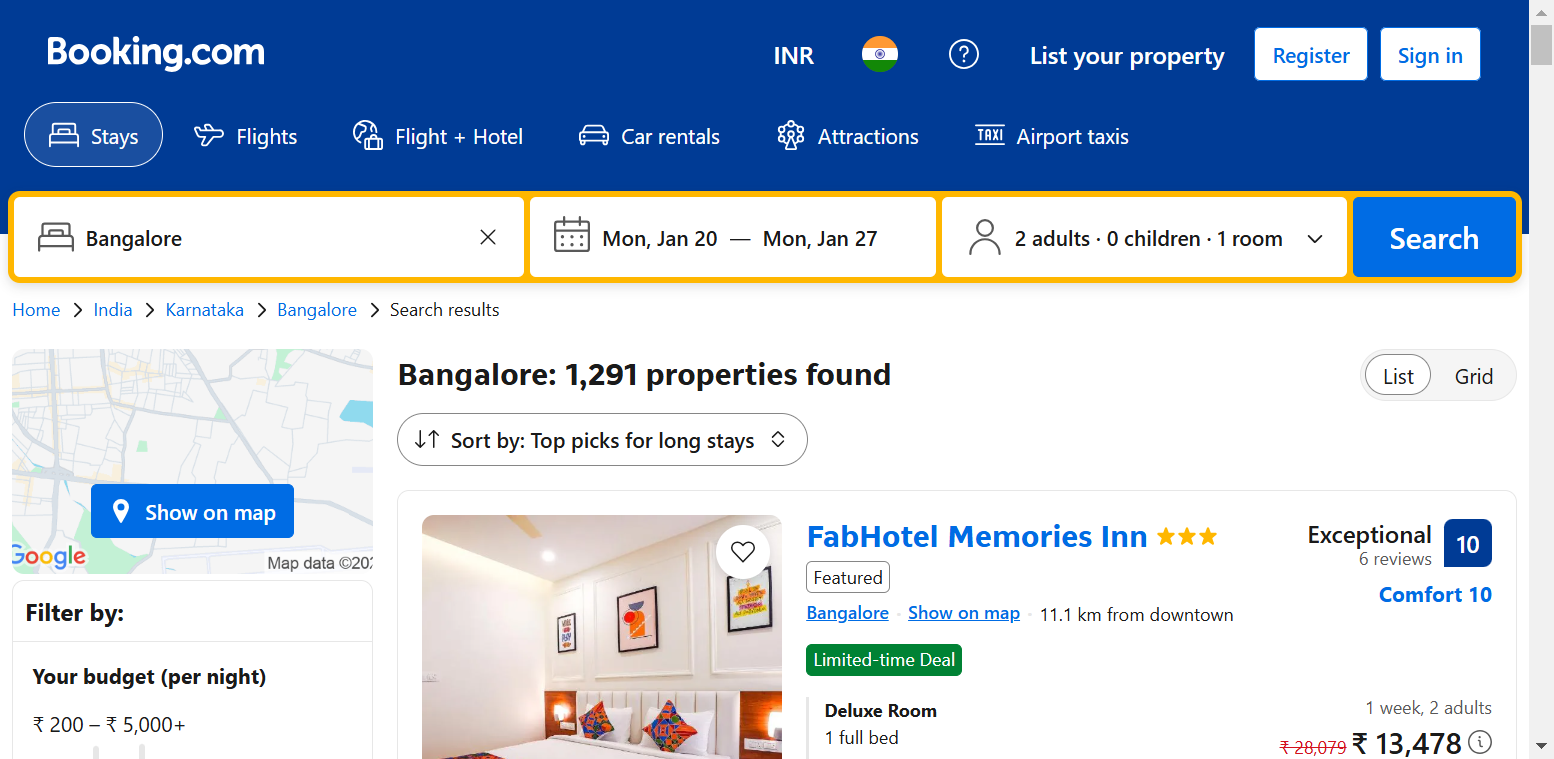 Booking.com
INR
List your property
Register
Sign in
Stays
Flights
Flight + Hotel
Car rentals
Attractions
TAXI
Airport taxis
Bangalore
Mon, Jan 20 — Mon, Jan 27
2 adults · 0 children · 1 room
Search
Home > India > Karnataka > Bangalore > Search results
Show on map
Google
Map data
Filter by:
Your budget (per night)
₹ 200 – ₹ 5,000+
Bangalore: 1,291 properties found
List
Grid
Sort by: Top picks for long stays
FabHotel Memories Inn
Featured
Bangalore · Show on map · 11.1 km from downtown
Limited-time Deal
Exceptional
6 reviews
10
Comfort 10
Deluxe Room
1 full bed
1 week, 2 adults
₹ 28,079 ₹ 13,478